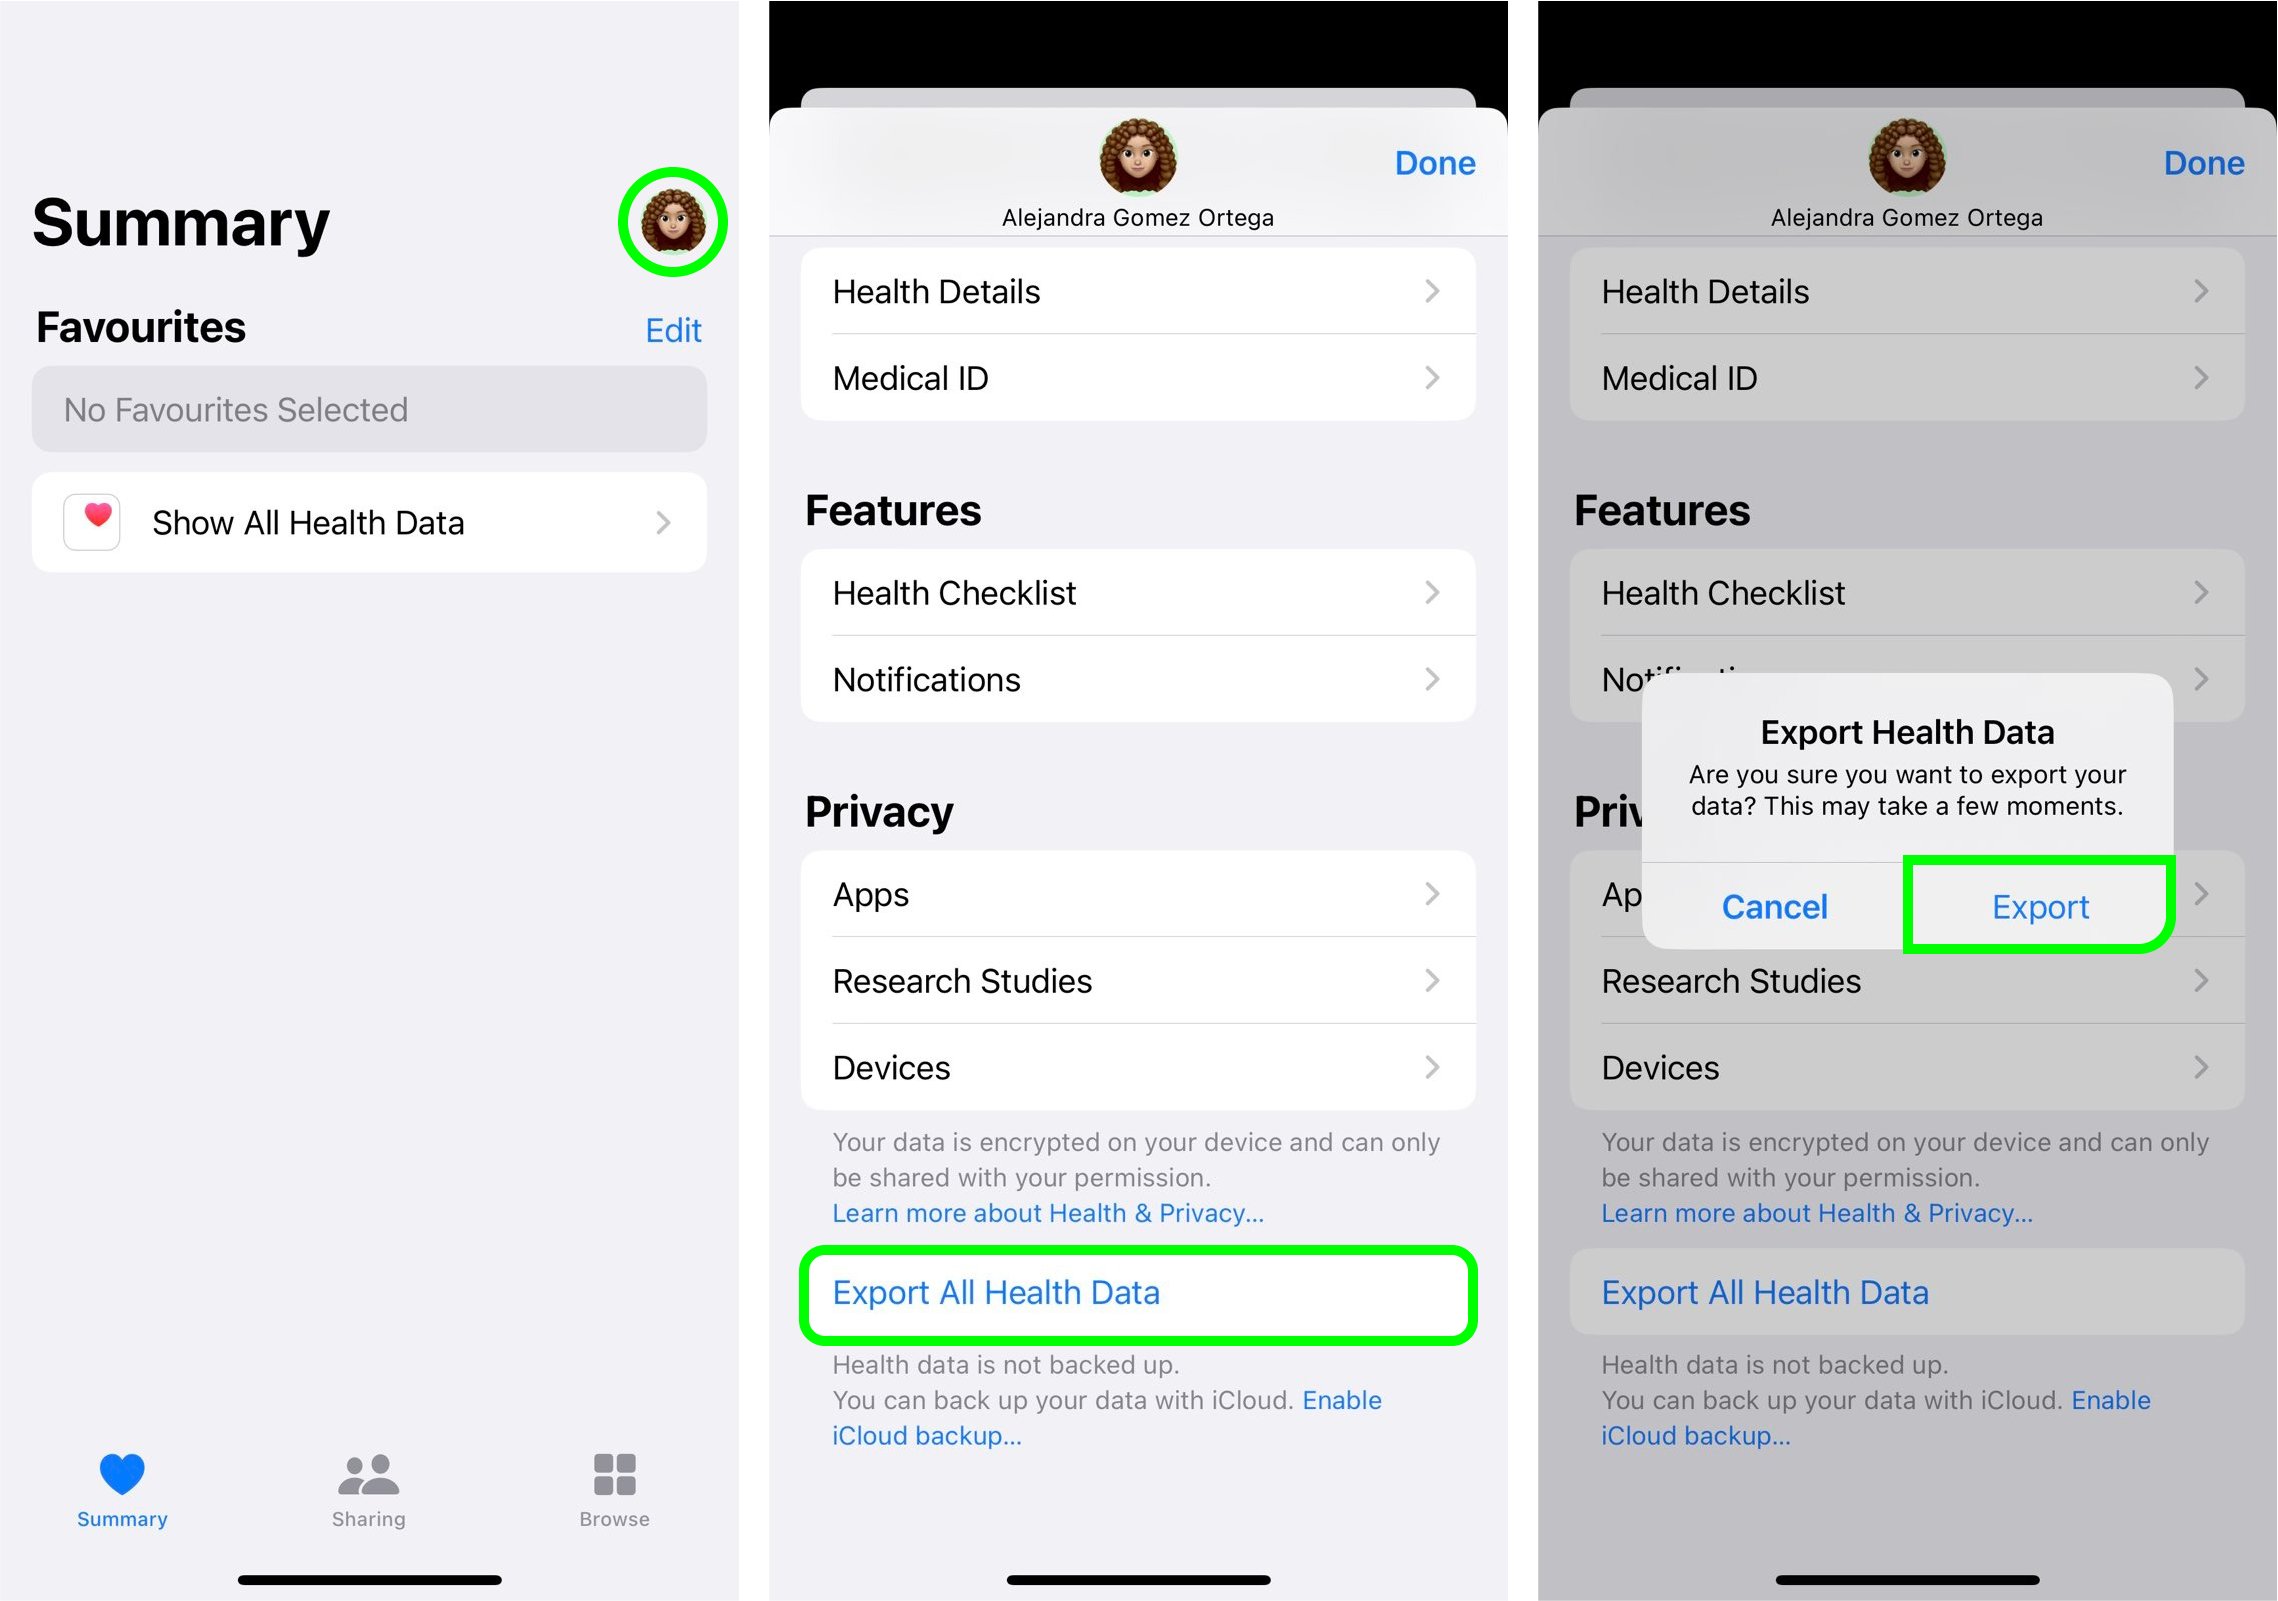 Summary
Favourites
Edit
No Favourites Selected
Show All Health Data
Summary
Sharing
Browse
Done
Alejandra Gomez Ortega
Health Details
Medical ID
Features
Health Checklist
Notifications
Privacy
Apps
Research Studies
Devices
Your data is encrypted on your device and can only
be shared with your permission.
Learn more about Health & Privacy...
Export All Health Data
Health data is not backed up.
You can back up your data with iCloud. Enable
iCloud backup...
Done
Alejandra Gomez Ortega
Health Details
Medical ID
Features
Health Checklist
Export Health Data
Are you sure you want to export your
data? This may take a few moments.
Cancel
Export
Research Studies
Devices
Your data is encrypted on your device and can only
be shared with your permission.
Learn more about Health & Privacy...
Export All Health Data
Health data is not backed up.
You can back up your data with iCloud. Enable
iCloud backup...